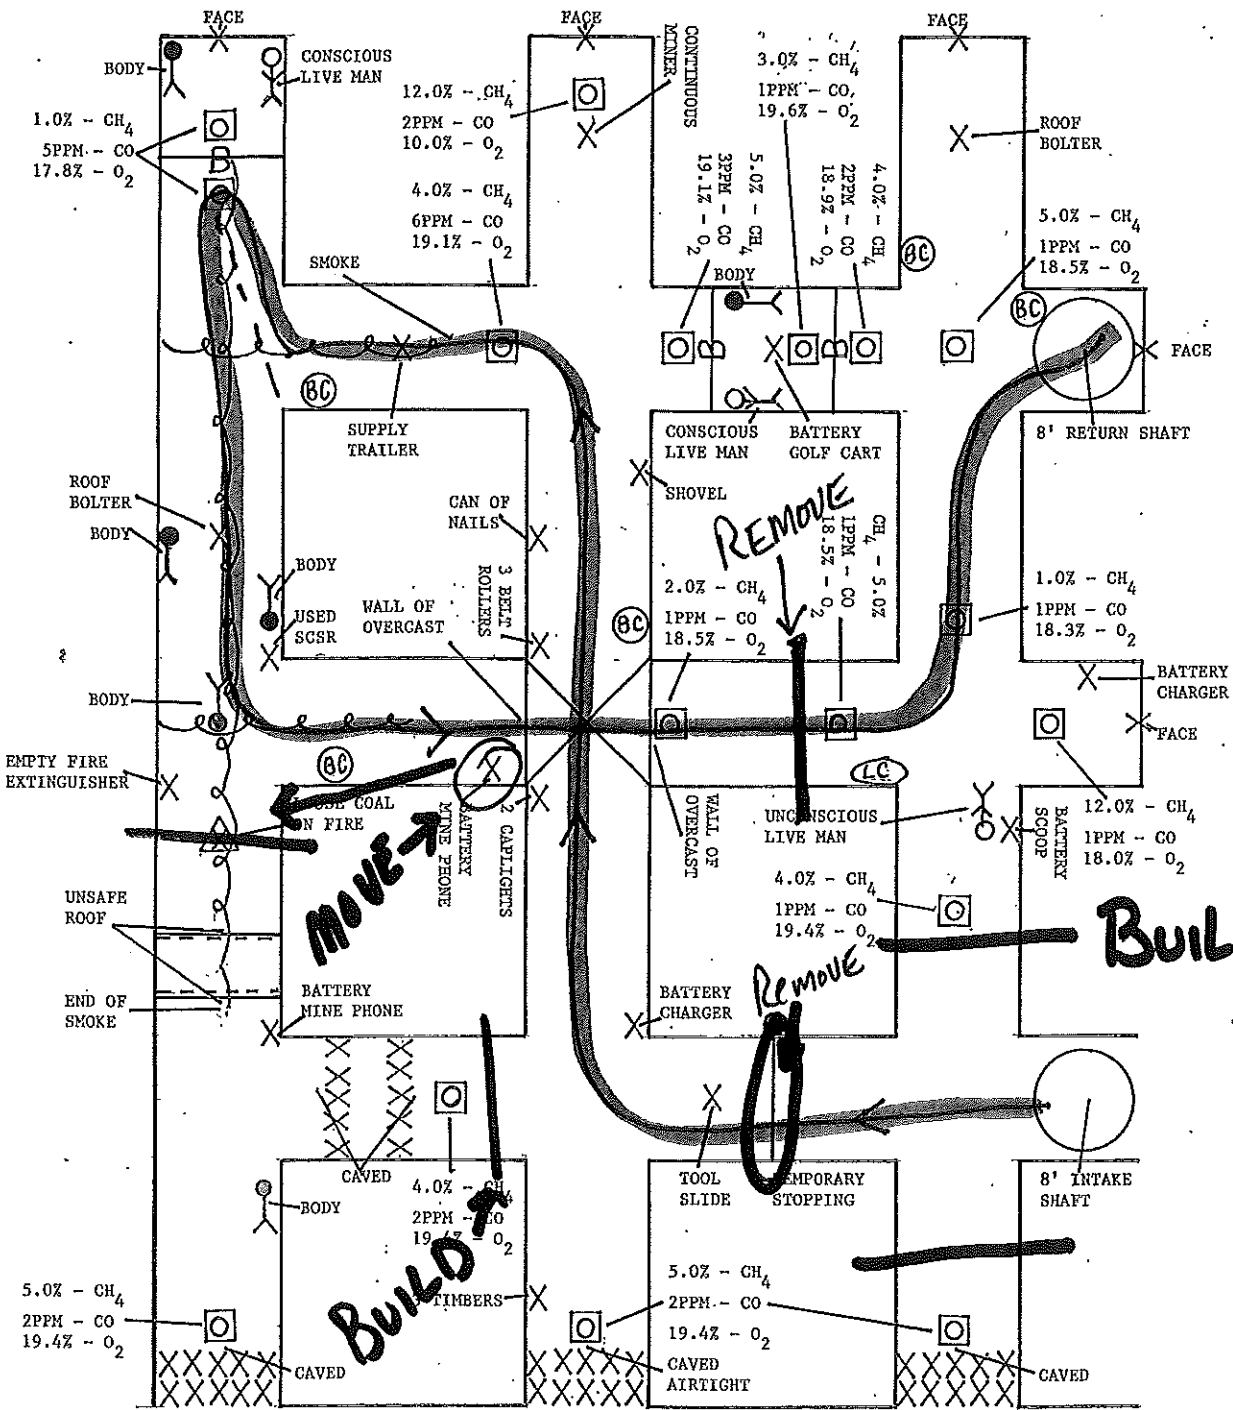 FACE
FACE
FACE
BODY
CONSCIOUS
LIVE MAN
1.0% - CH4
5PPM - CO
17.8% - O2
B
12.0% - CH4
2PPM - CO
10.0% - O2
CONTINUOUS
MINER
3.0% - CH4
1PPM - CO
19.6% - O2
ROOF
BOLTER
4.0% - CH4
6PPM - CO
19.1% - O2
5.0% - CH4
3PPM - CO
19.1% - O2
4.0% - CH4
2PPM - CO
18.9% - O2
BC
5.0% - CH4
1PPM - CO
18.5% - O2
SMOKE
BODY
B
B
BC
FACE
BC
SUPPLY
TRAILER
CONSCIOUS
LIVE MAN
BATTERY
GOLF CART
8' RETURN SHAFT
SHOVEL
REMOVE
ROOF
BOLTER
BODY
CAN OF
NAILS
CH4 - 5.0%
1PPM - CO
18.5% - O2
BODY
USED
SCSR
3 BELT
ROLLERS
WALL OF
OVERCAST
BC
2.0% - CH4
1PPM - CO
18.5% - O2
1.0% - CH4
1PPM - CO
18.3% - O2
BATTERY
CHARGER
BODY
FACE
EMPTY FIRE
EXTINGUISHER
BC
LC
LOOSE COAL
ON FIRE
MOVE
BATTERY
MINE PHONE
2 CAPLIGHTS
WALL OF
OVERCAST
UNCONSCIOUS
LIVE MAN
BATTERY
SCOOP
12.0% - CH4
1PPM - CO
18.0% - O2
4.0% - CH4
1PPM - CO
19.4% - O2
BUIL
UNSAFE
ROOF
Remove
END OF
SMOKE
BATTERY
MINE PHONE
BATTERY
CHARGER
CAVED
BODY
4.0% - CH4
2PPM - CO
19.4% - O2
TOOL
SLIDE
TEMPORARY
STOPPING
8' INTAKE
SHAFT
BUILD
5.0% - CH4
2PPM - CO
19.4% - O2
TIMBERS
5.0% - CH4
2PPM - CO
19.4% - O2
CAVED
CAVED
AIRTIGHT
CAVED